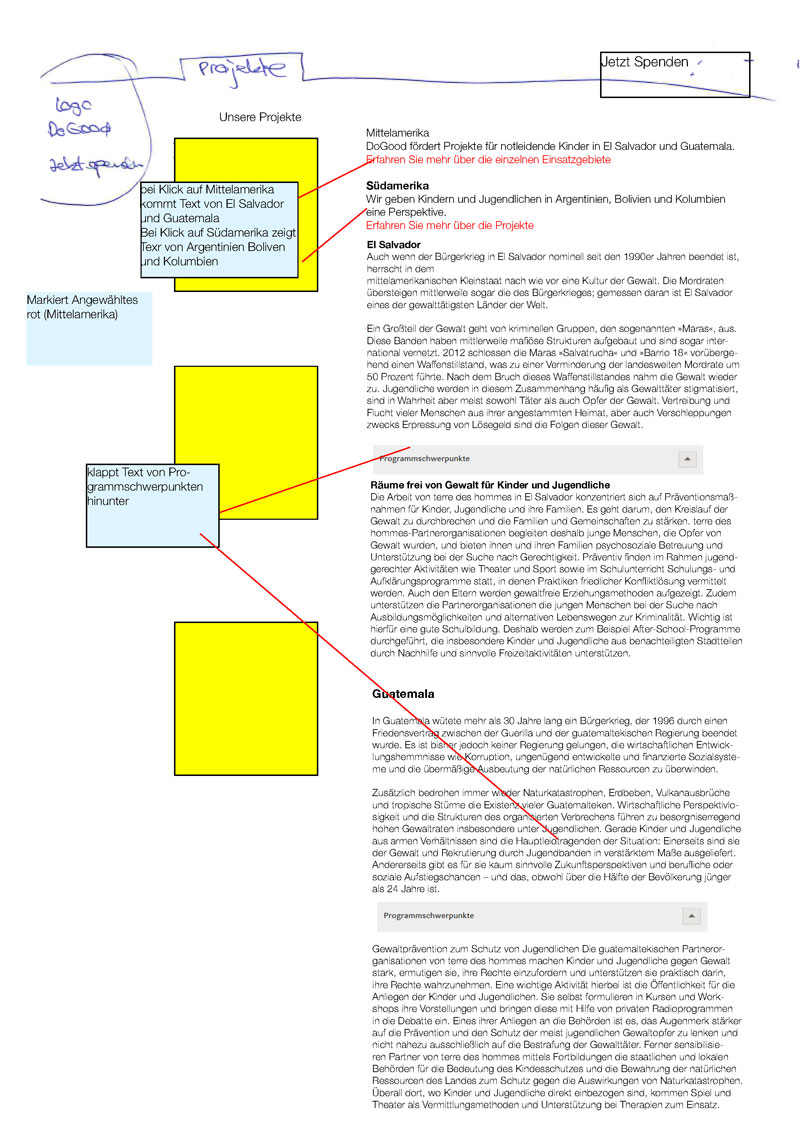 Projekte
Jetzt Spenden
Logo
DoGood
Jetzt spenden
Unsere Projekte
Mittelamerika
DoGood fördert Projekte für notleidende Kinder in El Salvador und Guatemala.
Erfahren Sie mehr über die einzelnen Einsatzgebiete
Südamerika
Wir geben Kindern und Jugendlichen in Argentinien, Bolivien und Kolumbien
eine Perspektive.
Erfahren Sie mehr über die Projekte
bei Klick auf Mittelamerika
kommt Text von El Salvador
und Guatemala
Bei Klick auf Südamerika zeigt
Texr von Argentinien Boliven
und Kolumbien
Markiert Angewähltes
rot (Mittelamerika)
El Salvador
Auch wenn der Bürgerkrieg in El Salvador nominell seit den 1990er Jahren beendet ist,
herrscht in dem
mittelamerikanischen Kleinstaat nach wie vor eine Kultur der Gewalt. Die Mordraten
übersteigen mittlerweile sogar die des Bürgerkrieges; gemessen daran ist El Salvador
eines der gewalttätigsten Länder der Welt.
Ein Großteil der Gewalt geht von kriminellen Gruppen, den sogenannten »Maras«, aus.
Diese Banden haben mittlerweile mafiöse Strukturen aufgebaut und sind sogar inter-
national vernetzt. 2012 schlossen die Maras »Salvatrucha« und »Barrio 18« vorüberge-
hend einen Waffenstillstand, was zu einer Verminderung der landesweiten Mordrate um
50 Prozent führte. Nach dem Bruch dieses Waffenstillstandes nahm die Gewalt wieder
zu. Jugendliche werden in diesem Zusammenhang häufig als Gewalttäter stigmatisiert,
sind in Wahrheit aber meist sowohl Täter als auch Opfer der Gewalt. Vertreibung und
Flucht vieler Menschen aus ihrer angestammten Heimat, aber auch Verschleppungen
zwecks Erpressung von Lösegeld sind die Folgen dieser Gewalt.
Programmschwerpunkte
klappt Text von Pro-
grammschwerpunkten
hinunter
Räume frei von Gewalt für Kinder und Jugendliche
Die Arbeit von terre des hommes in El Salvador konzentriert sich auf Präventionsmaß-
nahmen für Kinder, Jugendliche und ihre Familien. Es geht darum, den Kreislauf der
Gewalt zu durchbrechen und die Familien und Gemeinschaften zu stärken. terre des
hommes-Partnerorganisationen begleiten deshalb junge Menschen, die Opfer von
Gewalt wurden, und bieten ihnen und ihren Familien psychosoziale Betreuung und
Unterstützung bei der Suche nach Gerechtigkeit. Präventiv finden im Rahmen jugend-
gerechter Aktivitäten wie Theater und Sport sowie im Schulunterricht Schulungs- und
Aufklärungsprogramme statt, in denen Praktiken friedlicher Konfliktlösung vermittelt
werden. Auch den Eltern werden gewaltfreie Erziehungsmethoden aufgezeigt. Zudem
unterstützen die Partnerorganisationen die jungen Menschen bei der Suche nach
Ausbildungsmöglichkeiten und alternativen Lebenswegen zur Kriminalität. Wichtig ist
hierfür eine gute Schulbildung. Deshalb werden zum Beispiel After-School-Programme
durchgeführt, die insbesondere Kinder und Jugendliche aus benachteiligten Stadtteilen
durch Nachhilfe und sinnvolle Freizeitaktivitäten unterstützen.
Guatemala
In Guatemala wütete mehr als 30 Jahre lang ein Bürgerkrieg, der 1996 durch einen
Friedensvertrag zwischen der Guerilla und der guatemaltekischen Regierung beendet
wurde. Es ist bisher jedoch keiner Regierung gelungen, die wirtschaftlichen Entwick-
lungshemmnisse wie Korruption, ungenügend entwickelte und finanzierte Sozialsyste-
me und die übermäßige Ausbeutung der natürlichen Ressourcen zu überwinden.
Zusätzlich bedrohen immer wieder Naturkatastrophen, Erdbeben, Vulkanausbrüche
und tropische Stürme die Existenz vieler Guatemalteken. Wirtschaftliche Perspektivlo-
sigkeit und die Strukturen des organisierten Verbrechens führen zu besorgniserregend
hohen Gewaltraten insbesondere unter Jugendlichen. Gerade Kinder und Jugendliche
aus armen Verhältnissen sind die Hauptleidtragenden der Situation: Einerseits sind sie
der Gewalt und Rekrutierung durch Jugendbanden in verstärktem Maße ausgeliefert.
Andererseits gibt es für sie kaum sinnvolle Zukunftsperspektiven und berufliche oder
soziale Aufstiegschancen – und das, obwohl über die Hälfte der Bevölkerung jünger
als 24 Jahre ist.
Programmschwerpunkte
Gewaltprävention zum Schutz von Jugendlichen Die guatemaltekischen Partneror-
ganisationen von terre des hommes machen Kinder und Jugendliche gegen Gewalt
stark, ermutigen sie, ihre Rechte einzufordern und unterstützen sie praktisch darin,
ihre Rechte wahrzunehmen. Eine wichtige Aktivität hierbei ist die Öffentlichkeit für die
Anliegen der Kinder und Jugendlichen. Sie selbst formulieren in Kursen und Work-
shops ihre Vorstellungen und bringen diese mit Hilfe von privaten Radioprogrammen
in die Debatte ein. Eines ihrer Anliegen an die Behörden ist es, das Augenmerk stärker
auf die Prävention und den Schutz der meist jugendlichen Gewaltopfer zu lenken und
nicht nahezu ausschließlich auf die Bestrafung der Gewalttäter. Ferner sensibilisie-
ren Partner von terre des hommes mittels Fortbildungen die staatlichen und lokalen
Behörden für die Bedeutung des Kindesschutzes und die Bewahrung der natürlichen
Ressourcen des Landes zum Schutz gegen die Auswirkungen von Naturkatastrophen.
Überall dort, wo Kinder und Jugendliche direkt einbezogen sind, kommen Spiel und
Theater als Vermittlungsmethoden und Unterstützung bei Therapien zum Einsatz.